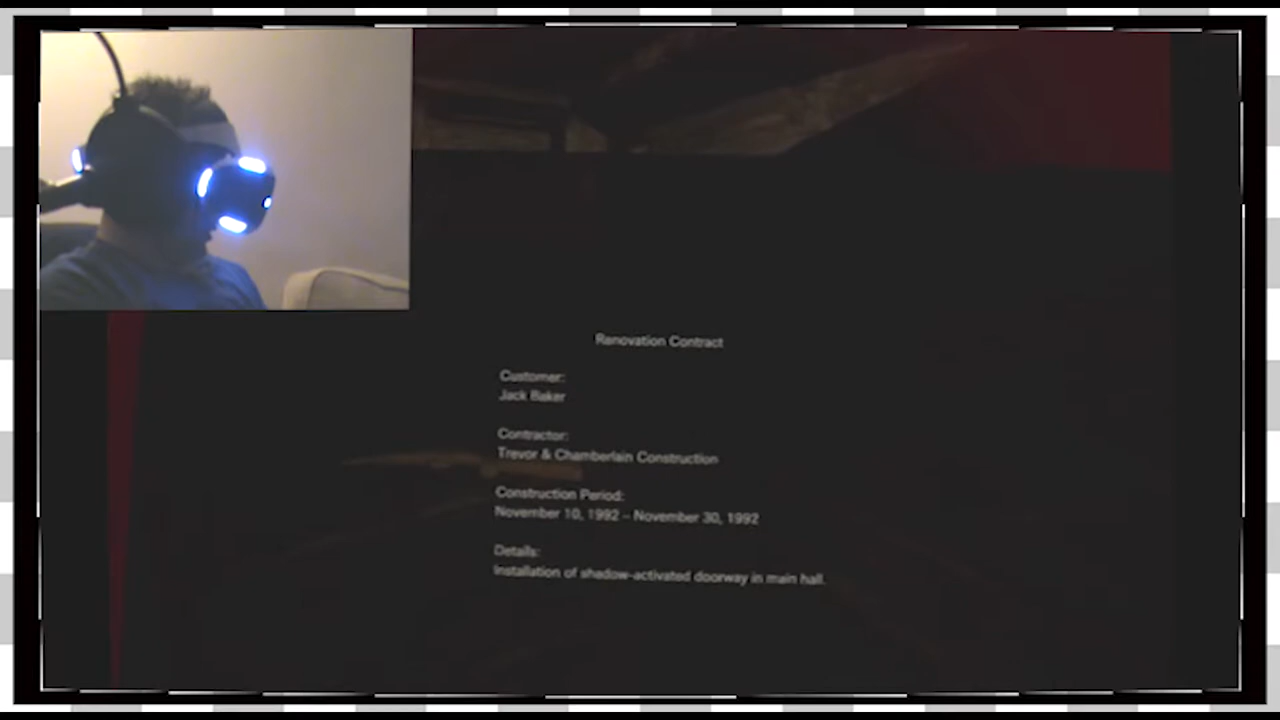 Renovation Contract
Customer:
Jack Baker
Contractor:
Trevor & Chamberlain Construction
Construction Period:
November 10, 1992 – November 30, 1992
Details:
Installation of shadow-activated doorway in main hall.